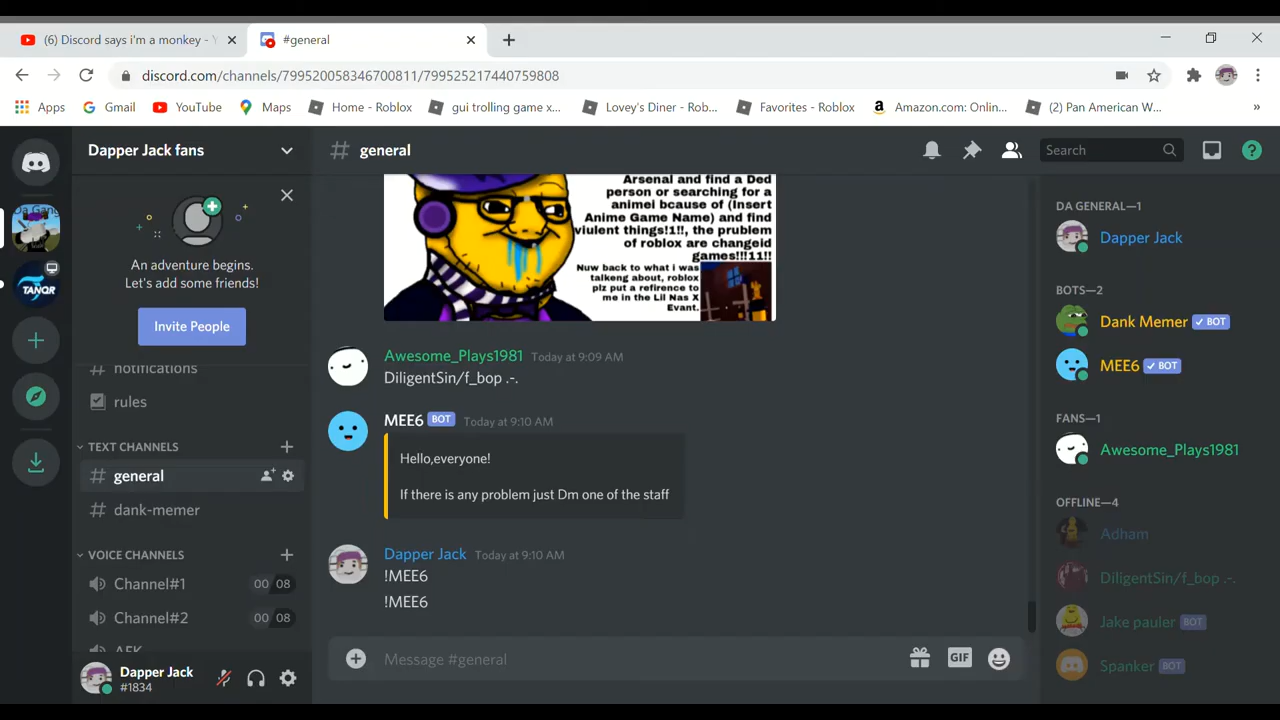 (6) Discord says i'm a monkey -
#general
discord.com/channels/799520058346700811/799525217440759808
Apps
Gmail
YouTube
Maps
Home - Roblox
gui trolling game x...
Lovey's Diner - Rob...
Favorites - Roblox
Amazon.com: Onlin...
(2) Pan American W...
»
Dapper Jack fans
An adventure begins.
Let's add some friends!
Invite People
TANQR
notifications
rules
TEXT CHANNELS
general
dank-memer
VOICE CHANNELS
Channel#1
00 08
Channel#2
00 08
AFK
Dapper Jack
#1834
general
Search
Arsenal and find a Ded
person or searching for a
animei bcause of (Insert
Anime Game Name) and find
viulent things!1!!, the prublem
of roblox are changeid
games!!!11!!
Nuw back to what i was
talkeng about, roblox
plz put a refirence to
me in the Lil Nas X
Evant.
Awesome_Plays1981 Today at 9:09 AM
DiligentSin/f_bop .-.
MEE6 BOT Today at 9:10 AM
Hello,everyone!
If there is any problem just Dm one of the staff
Dapper Jack Today at 9:10 AM
!MEE6
!MEE6
Message #general
GIF
DA GENERAL—1
Dapper Jack
BOTS—2
Dank Memer BOT
MEE6 BOT
FANS—1
Awesome_Plays1981
OFFLINE—4
Adham
DiligentSin/f_bop .-.
Jake pauler BOT
Spanker BOT